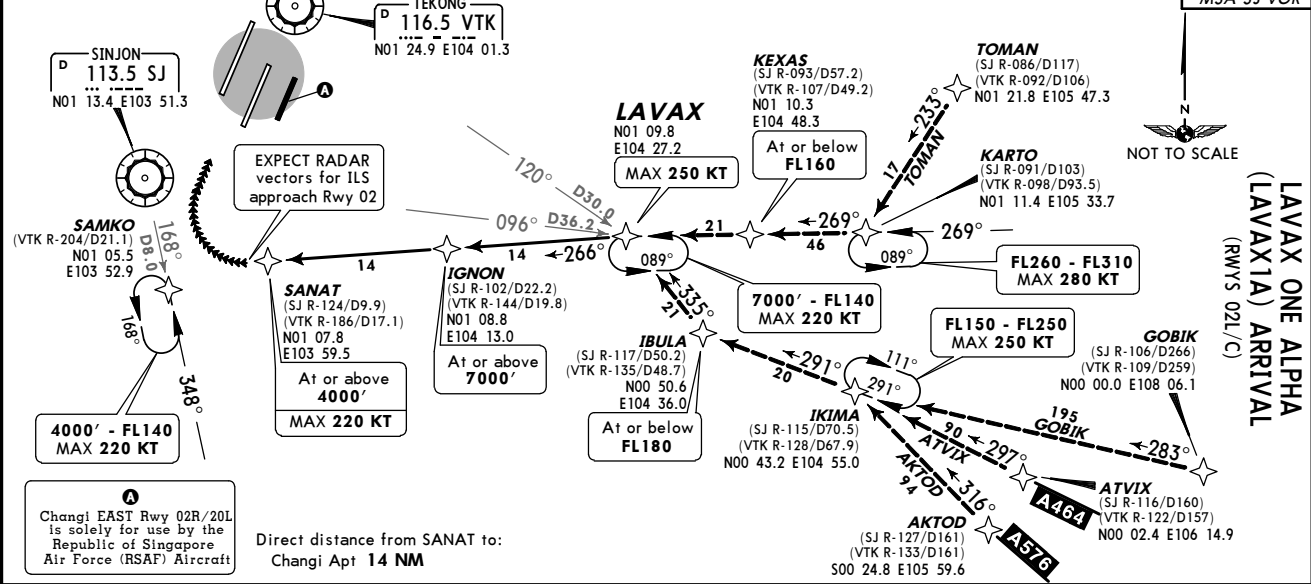 MSA SJ VOR
TEKONG
D
116.5 VTK
N01 24.9 E104 01.3
SINJON
D
113.5 SJ
N01 13.4 E103 51.3
A
KEXAS
(SJ R-093/D57.2)
(VTK R-107/D49.2)
N01 10.3
E104 48.3
At or below
FL160
TOMAN
(SJ R-086/D117)
(VTK R-092/D106)
N01 21.8 E105 47.3
233°
17
TOMAN
N
NOT TO SCALE
LAVAX
N01 09.8
E104 27.2
MAX 250 KT
KARTO
(SJ R-091/D103)
(VTK R-098/D93.5)
N01 11.4 E105 33.7
EXPECT RADAR
vectors for ILS
approach Rwy 02
120°
D30.0
096°
D36.2
266°
21
269°
46
269°
089°
089°
FL260 - FL310
MAX 280 KT
7000' - FL140
MAX 220 KT
SAMKO
(VTK R-204/D21.1)
N01 05.5
E103 52.9
168°
D8.0
168°
348°
4000' - FL140
MAX 220 KT
14
14
SANAT
(SJ R-124/D9.9)
(VTK R-186/D17.1)
N01 07.8
E103 59.5
At or above
4000'
MAX 220 KT
IGNON
(SJ R-102/D22.2)
(VTK R-144/D19.8)
N01 08.8
E104 13.0
At or above
7000'
335°
21
IBULA
(SJ R-117/D50.2)
(VTK R-135/D48.7)
N00 50.6
E104 36.0
At or below
FL180
291°
20
111°
291°
FL150 - FL250
MAX 250 KT
IKIMA
(SJ R-115/D70.5)
(VTK R-128/D67.9)
N00 43.2 E104 55.0
GOBIK
(SJ R-106/D266)
(VTK R-109/D259)
N00 00.0 E108 06.1
195
GOBIK
283°
90
ATVIX
297°
AKTOD
94
316°
A464
ATVIX
(SJ R-116/D160)
(VTK R-122/D157)
N00 02.4 E106 14.9
AKTOD
(SJ R-127/D161)
(VTK R-133/D161)
S00 24.8 E105 59.6
A576
A
Changi EAST Rwy 02R/20L
is solely for use by the
Republic of Singapore
Air Force (RSAF) Aircraft
Direct distance from SANAT to:
Changi Apt 14 NM
LAVAX ONE ALPHA
(LAVAX1A) ARRIVAL
(RWYS 02L/C)